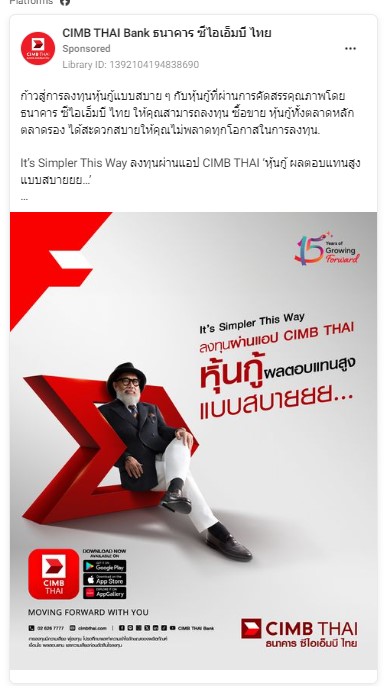 Platforms
CIMB THAI Bank ธนาคาร ซีไอเอ็มบี ไทย
Sponsored
Library ID: 1392104194838690
ก้าวสู่การลงทุนหุ้นกู้แบบสบาย ๆ กับหุ้นกู้ที่ผ่านการคัดสรรคุณภาพโดย
ธนาคาร ซีไอเอ็มบี ไทย ให้คุณสามารถลงทุน ซื้อขาย หุ้นกู้ทั้งตลาดหลัก
ตลาดรอง ได้สะดวกสบายให้คุณไม่พลาดทุกโอกาสในการลงทุน.
It’s Simpler This Way ลงทุนผ่านแอป CIMB THAI ‘หุ้นกู้ ผลตอบแทนสูง
แบบสบายยย...’
...
15 Years of
Growing
Forward
It's Simpler This Way
ลงทุนผ่านแอป CIMB THAI
หุ้นกู้ ผลตอบแทนสูง
แบบสบายยย...
CIMB
THAI
DOWNLOAD NOW
AVAILABLE ON
Google Play
App Store
AppGallery
MOVING FORWARD WITH YOU
02 626 7777 cimbthai.com CIMB THAI Bank
CIMB THAI
ธนาคาร ซีไอเอ็มบี ไทย